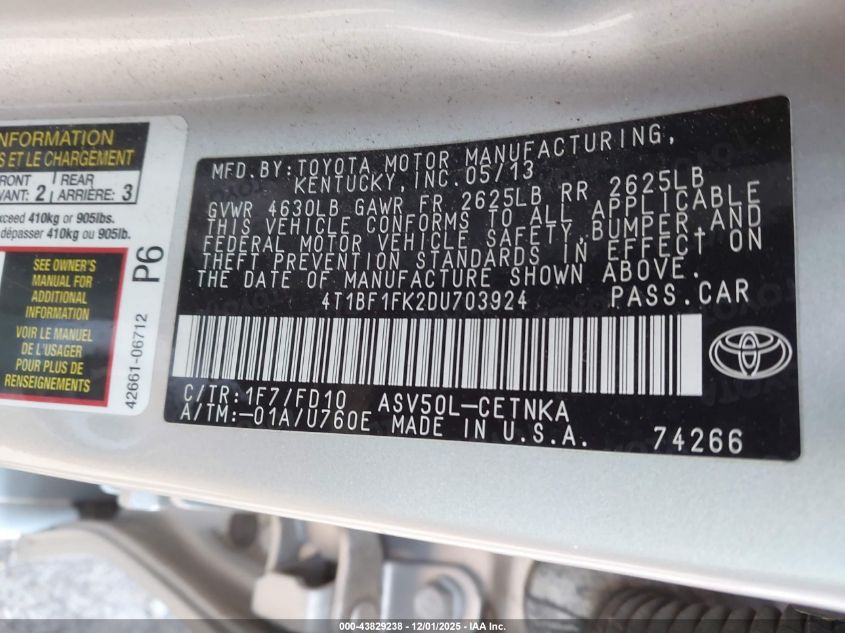 INFORMATION
S ET LE CHARGEMENT
FRONT
VANT: 2
REAR
ARRIÈRE: 3
xceed 410kg or 905lbs.
dépasser 410kg ou 905lb.
SEE OWNER'S
MANUAL FOR
ADDITIONAL
INFORMATION
VOIR LE MANUEL
DE L'USAGER
POUR PLUS DE
RENSEIGNEMENTS
P6
42661-06712
MFD. BY: TOYOTA MOTOR MANUFACTURING,
KENTUCKY, INC. 05/13
GVWR 4630LB GAWR FR 2625LB RR 2625LB
THIS VEHICLE CONFORMS TO ALL APPLICABLE
FEDERAL MOTOR VEHICLE SAFETY, BUMPER, AND
THEFT PREVENTION STANDARDS IN EFFECT ON
THE DATE OF MANUFACTURE SHOWN ABOVE.
4T1BF1FK2DU703924 PASS. CAR
C/TR: 1F7/FD10 ASV50L-CETNKA
A/TM: -01A/U760E MADE IN U.S.A. 74266
000-43829238 - 12/01/2025 - IAA Inc.